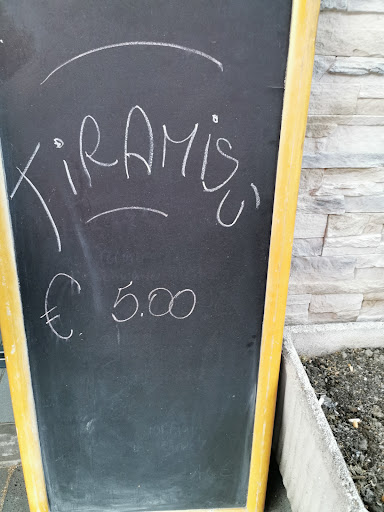 TiRAMiSU'
€. 5.00